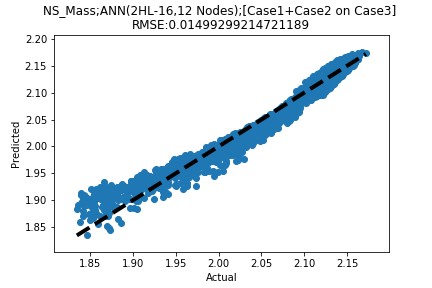 NS_Mass;ANN(2HL-16,12 Nodes);[Case1+Case2 on Case3]
RMSE:0.01499299214721189
2.20
2.15
2.10
2.05
2.00
1.95
1.90
1.85
Predicted
1.85 1.90 1.95 2.00 2.05 2.10 2.15
Actual